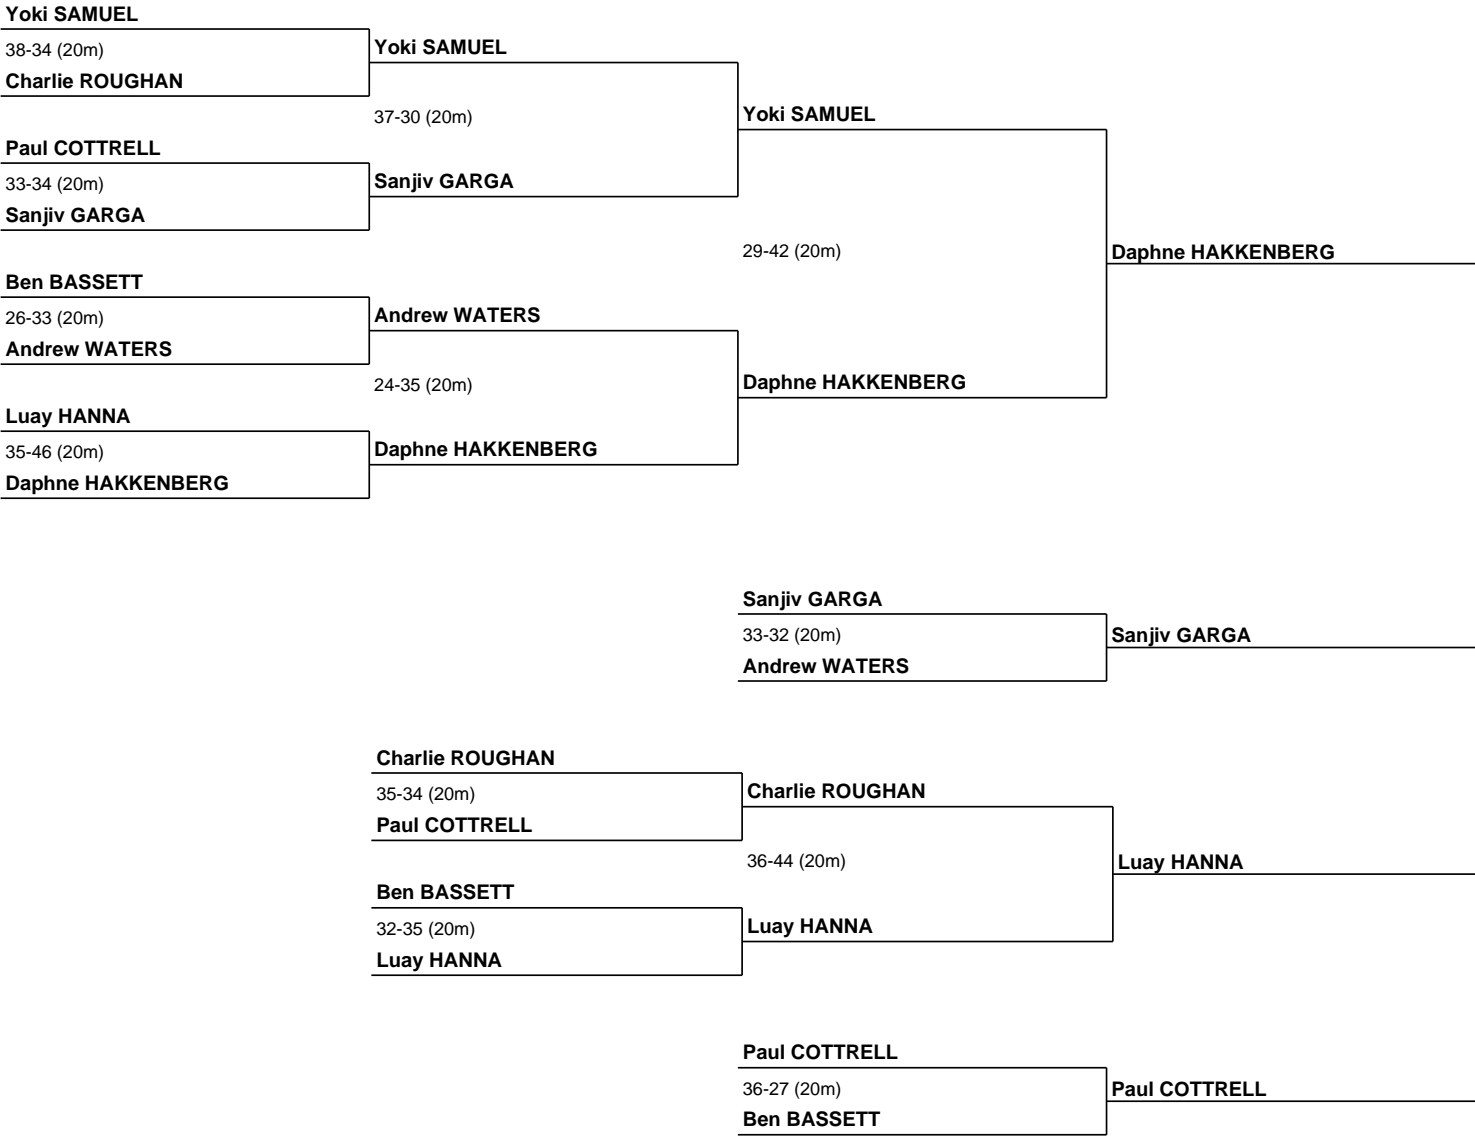 Yoki SAMUEL
38-34 (20m)
Charlie ROUGHAN
Paul COTTRELL
33-34 (20m)
Sanjiv GARGA
Ben BASSETT
26-33 (20m)
Andrew WATERS
Luay HANNA
35-46 (20m)
Daphne HAKKENBERG
Yoki SAMUEL
37-30 (20m)
Sanjiv GARGA
Andrew WATERS
24-35 (20m)
Daphne HAKKENBERG
Yoki SAMUEL
29-42 (20m)
Daphne HAKKENBERG
Daphne HAKKENBERG
Sanjiv GARGA
33-32 (20m)
Andrew WATERS
Sanjiv GARGA
Charlie ROUGHAN
35-34 (20m)
Paul COTTRELL
Ben BASSETT
32-35 (20m)
Luay HANNA
Charlie ROUGHAN
36-44 (20m)
Luay HANNA
Luay HANNA
Paul COTTRELL
36-27 (20m)
Ben BASSETT
Paul COTTRELL